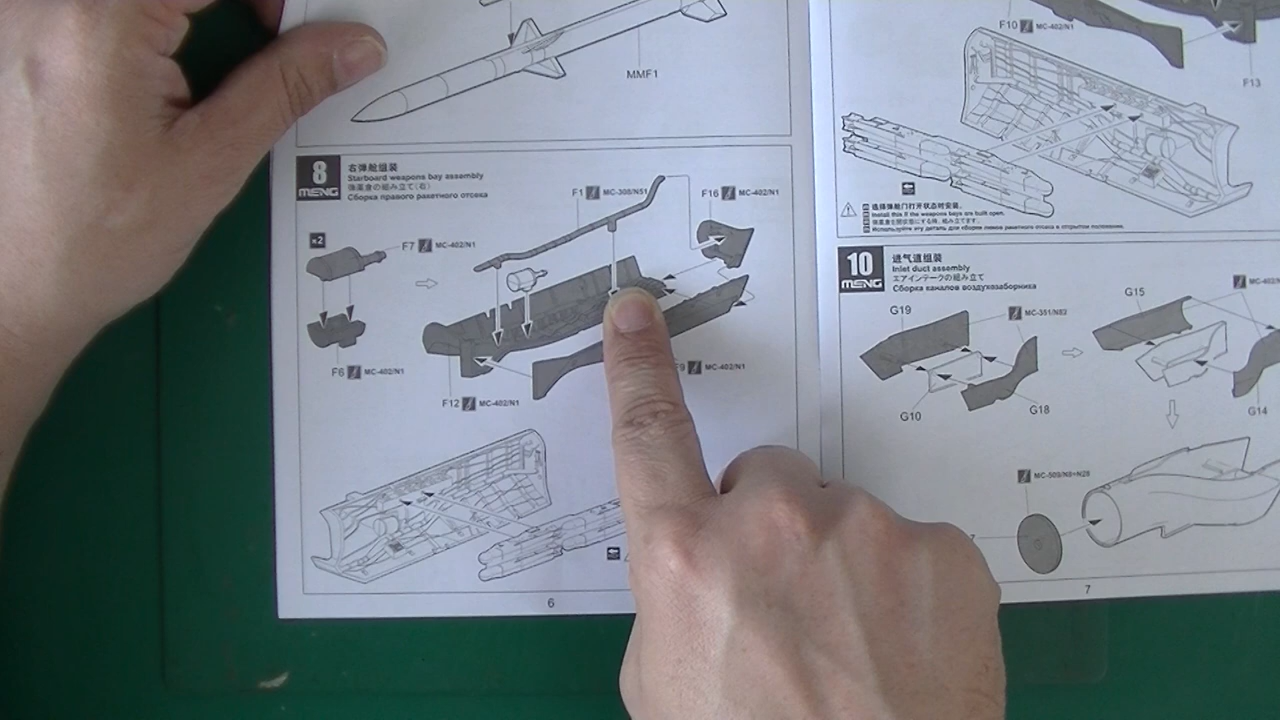 MMF1
8
MENG
右弹舱组装
Starboard weapons bay assembly
弾薬倉の組み立て(右)
Сборка правого ракетного отсека
×2
F7 MC-402/N1
F6 MC-402/N1
F1 MC-308/N51
F16 MC-402/N1
F9 MC-402/N1
F12 MC-402/N1
6
F10 MC-402/N1
F13
选择弹舱门打开状态时安装。
Install this if the weapons bays are built open.
10
MENG
进气道组装
Inlet duct assembly
エアインテークの組み立て
Сборка каналов воздухозаборника
G19
MC-351/N82
G10
G18
G15
G14
MC-509/N8+N28
7